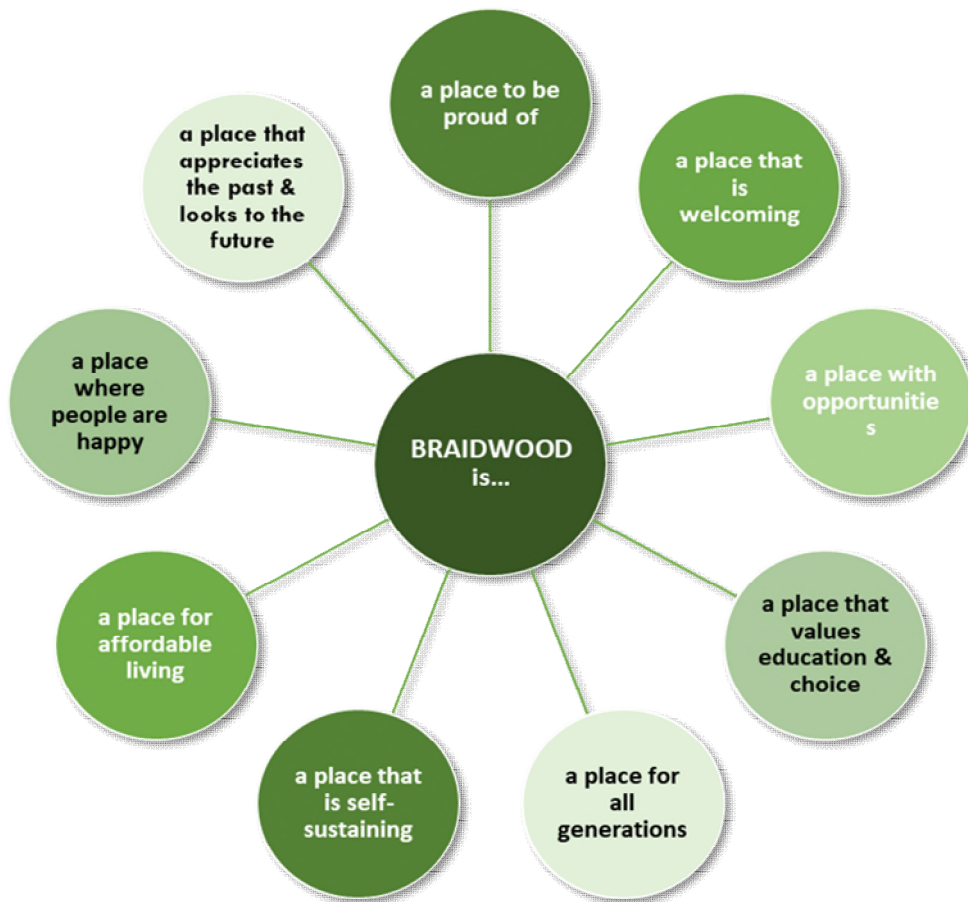 a place to be
proud of
a place that
is
welcoming
a place with
opportunitie
s
a place that
values
education &
choice
a place for
all
generations
a place that
is self-
sustaining
a place for
affordable
living
a place
where
people are
happy
a place that
appreciates
the past &
looks to the
future
BRAIDWOOD
is...